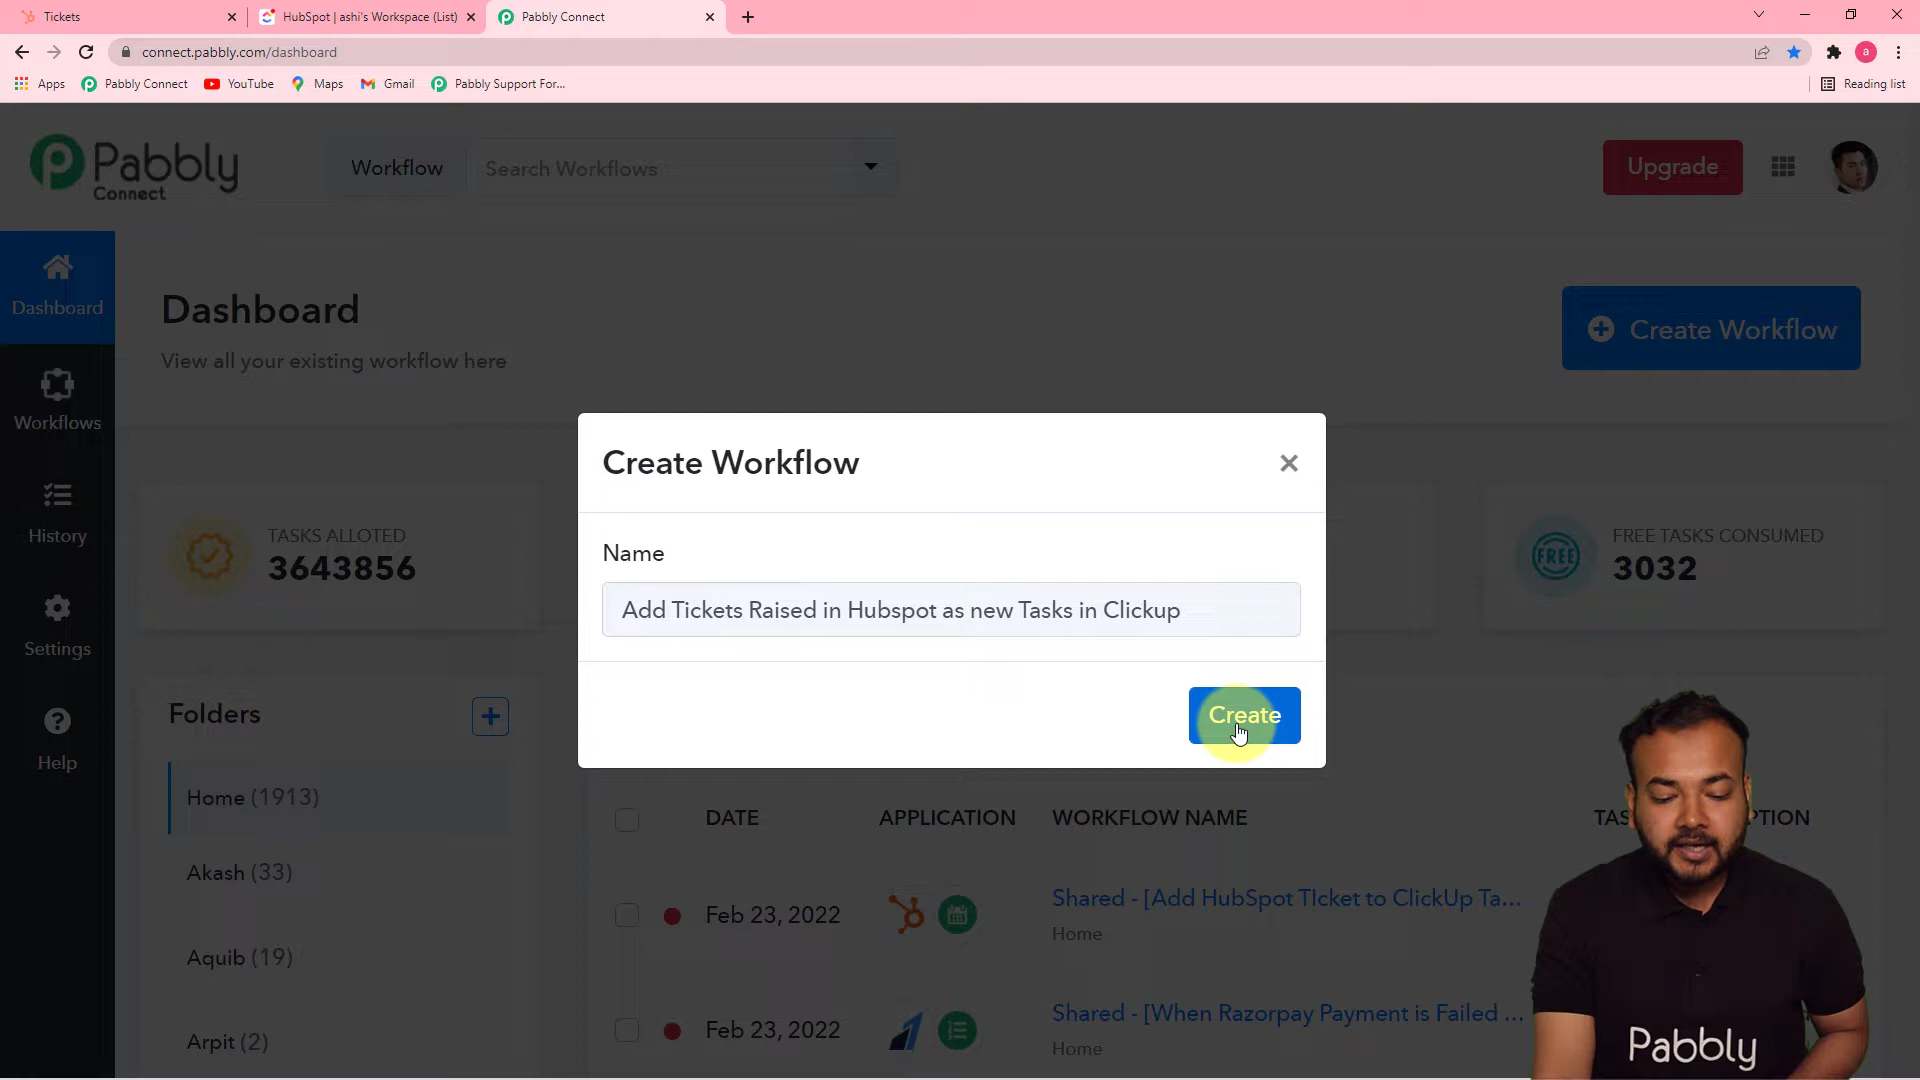 Tickets
HubSpot | ashi's Workspace (List)
Pabbly Connect
connect.pabbly.com/dashboard
a
Apps
Pabbly Connect
YouTube
Maps
Gmail
Pabbly Support For...
Reading list
Pabbly
Connect
Workflow
Search Workflows
Upgrade
Dashboard
Workflows
History
Settings
Help
Dashboard
View all your existing workflow here
Create Workflow
TASKS ALLOTED
3643856
FREE
FREE TASKS CONSUMED
3032
Create Workflow
Name
Add Tickets Raised in Hubspot as new Tasks in Clickup
Create
Folders
Home (1913)
Akash (33)
Aquib (19)
Arpit (2)
DATE APPLICATION WORKFLOW NAME
Feb 23, 2022
Shared - [Add HubSpot TIcket to ClickUp Ta...
Home
Feb 23, 2022
Shared - [When Razorpay Payment is Failed ...
Home
Pabbly